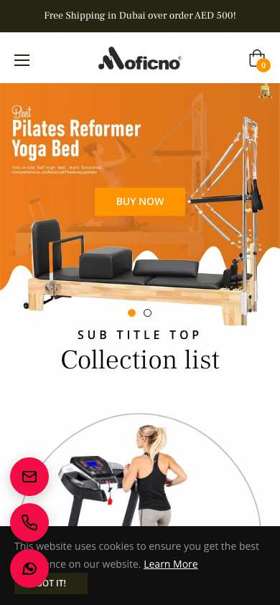 Free Shipping in Dubai over order AED 500!
Moficno
0
Best
Pilates Reformer
Yoga Bed
BUY NOW
SUB TITLE TOP
Collection list
This website uses cookies to ensure you get the best
ence on our website. Learn More
GOT IT!